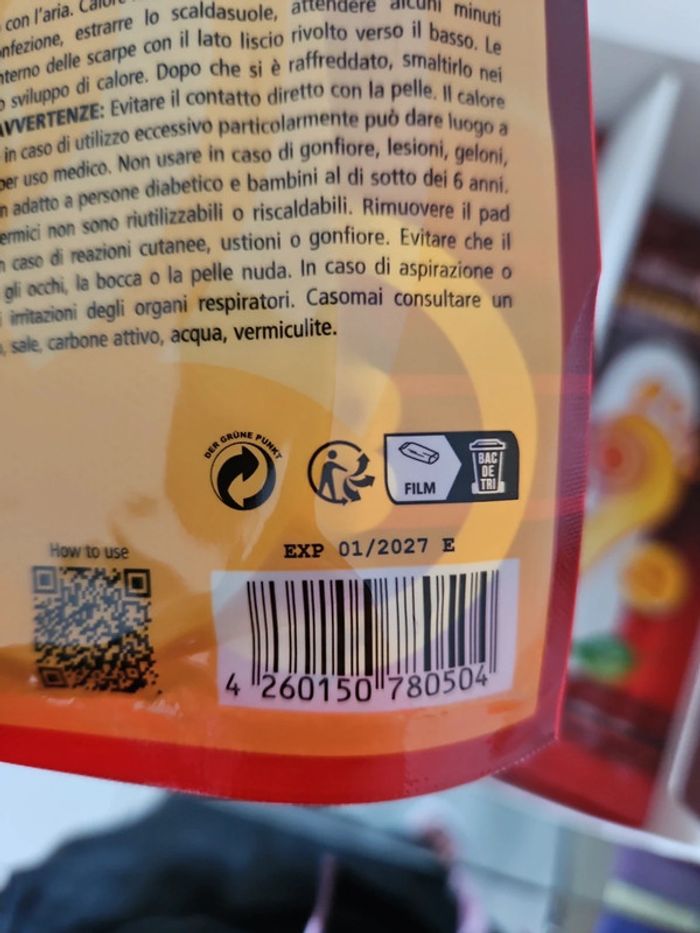 con l'aria. Calore
confezione, estrarre lo scaldasuole, attendere alcuni minuti
nterno delle scarpe con il lato liscio rivolto verso il basso. Le
o sviluppo di calore. Dopo che si è raffreddato, smaltirlo nei
AVVERTENZE: Evitare il contatto diretto con la pelle. Il calore
in caso di utilizzo eccessivo particolarmente può dare luogo a
per uso medico. Non usare in caso di gonfiore, lesioni, geloni,
n adatto a persone diabetico e bambini al di sotto dei 6 anni.
ermici non sono riutilizzabili o riscaldabili. Rimuovere il pad
n caso di reazioni cutanee, ustioni o gonfiore. Evitare che il
gli occhi, la bocca o la pelle nuda. In caso di aspirazione o
i irritazioni degli organi respiratori. Casomai consultare un
, sale, carbone attivo, acqua, vermiculite.
DER GRÜNE PUNKT
FILM
BAC
DE
TRI
How to use
EXP 01/2027 E
4 260150 780504